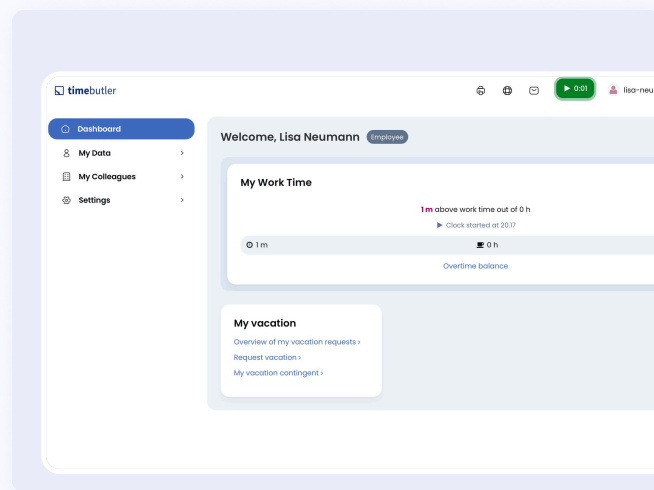 timebutler
0:01
lisa-neu
Dashboard
My Data
My Colleagues
Settings
Welcome, Lisa Neumann Employee
My Work Time
1 m above work time out of 0 h
Clock started at 20.17
1 m 0 h
Overtime balance
My vacation
Overview of my vacation requests ›
Request vacation ›
My vacation contingent ›